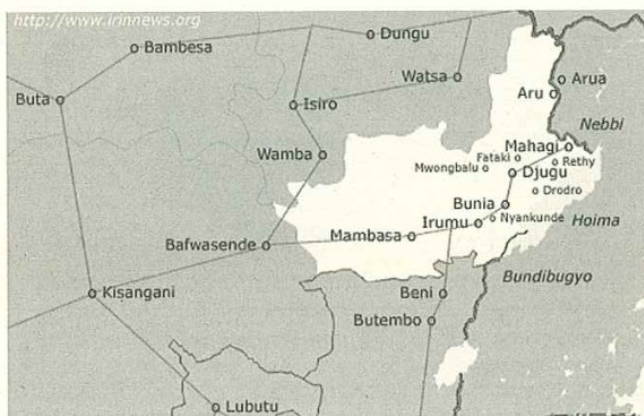 http://www.irinnews.org
Dungu
Bambesa
Watsa
Arua
Buta
Isiro
Aru
Nebbi
Mahagi
Wamba
Fataki
Rethy
Mwongbalu
Djugu
Drodro
Bunia
Nyankunde
Hoima
Irumu
Mambasa
Bafwasende
Bundibugyo
Kisangani
Beni
Butembo
Lubutu